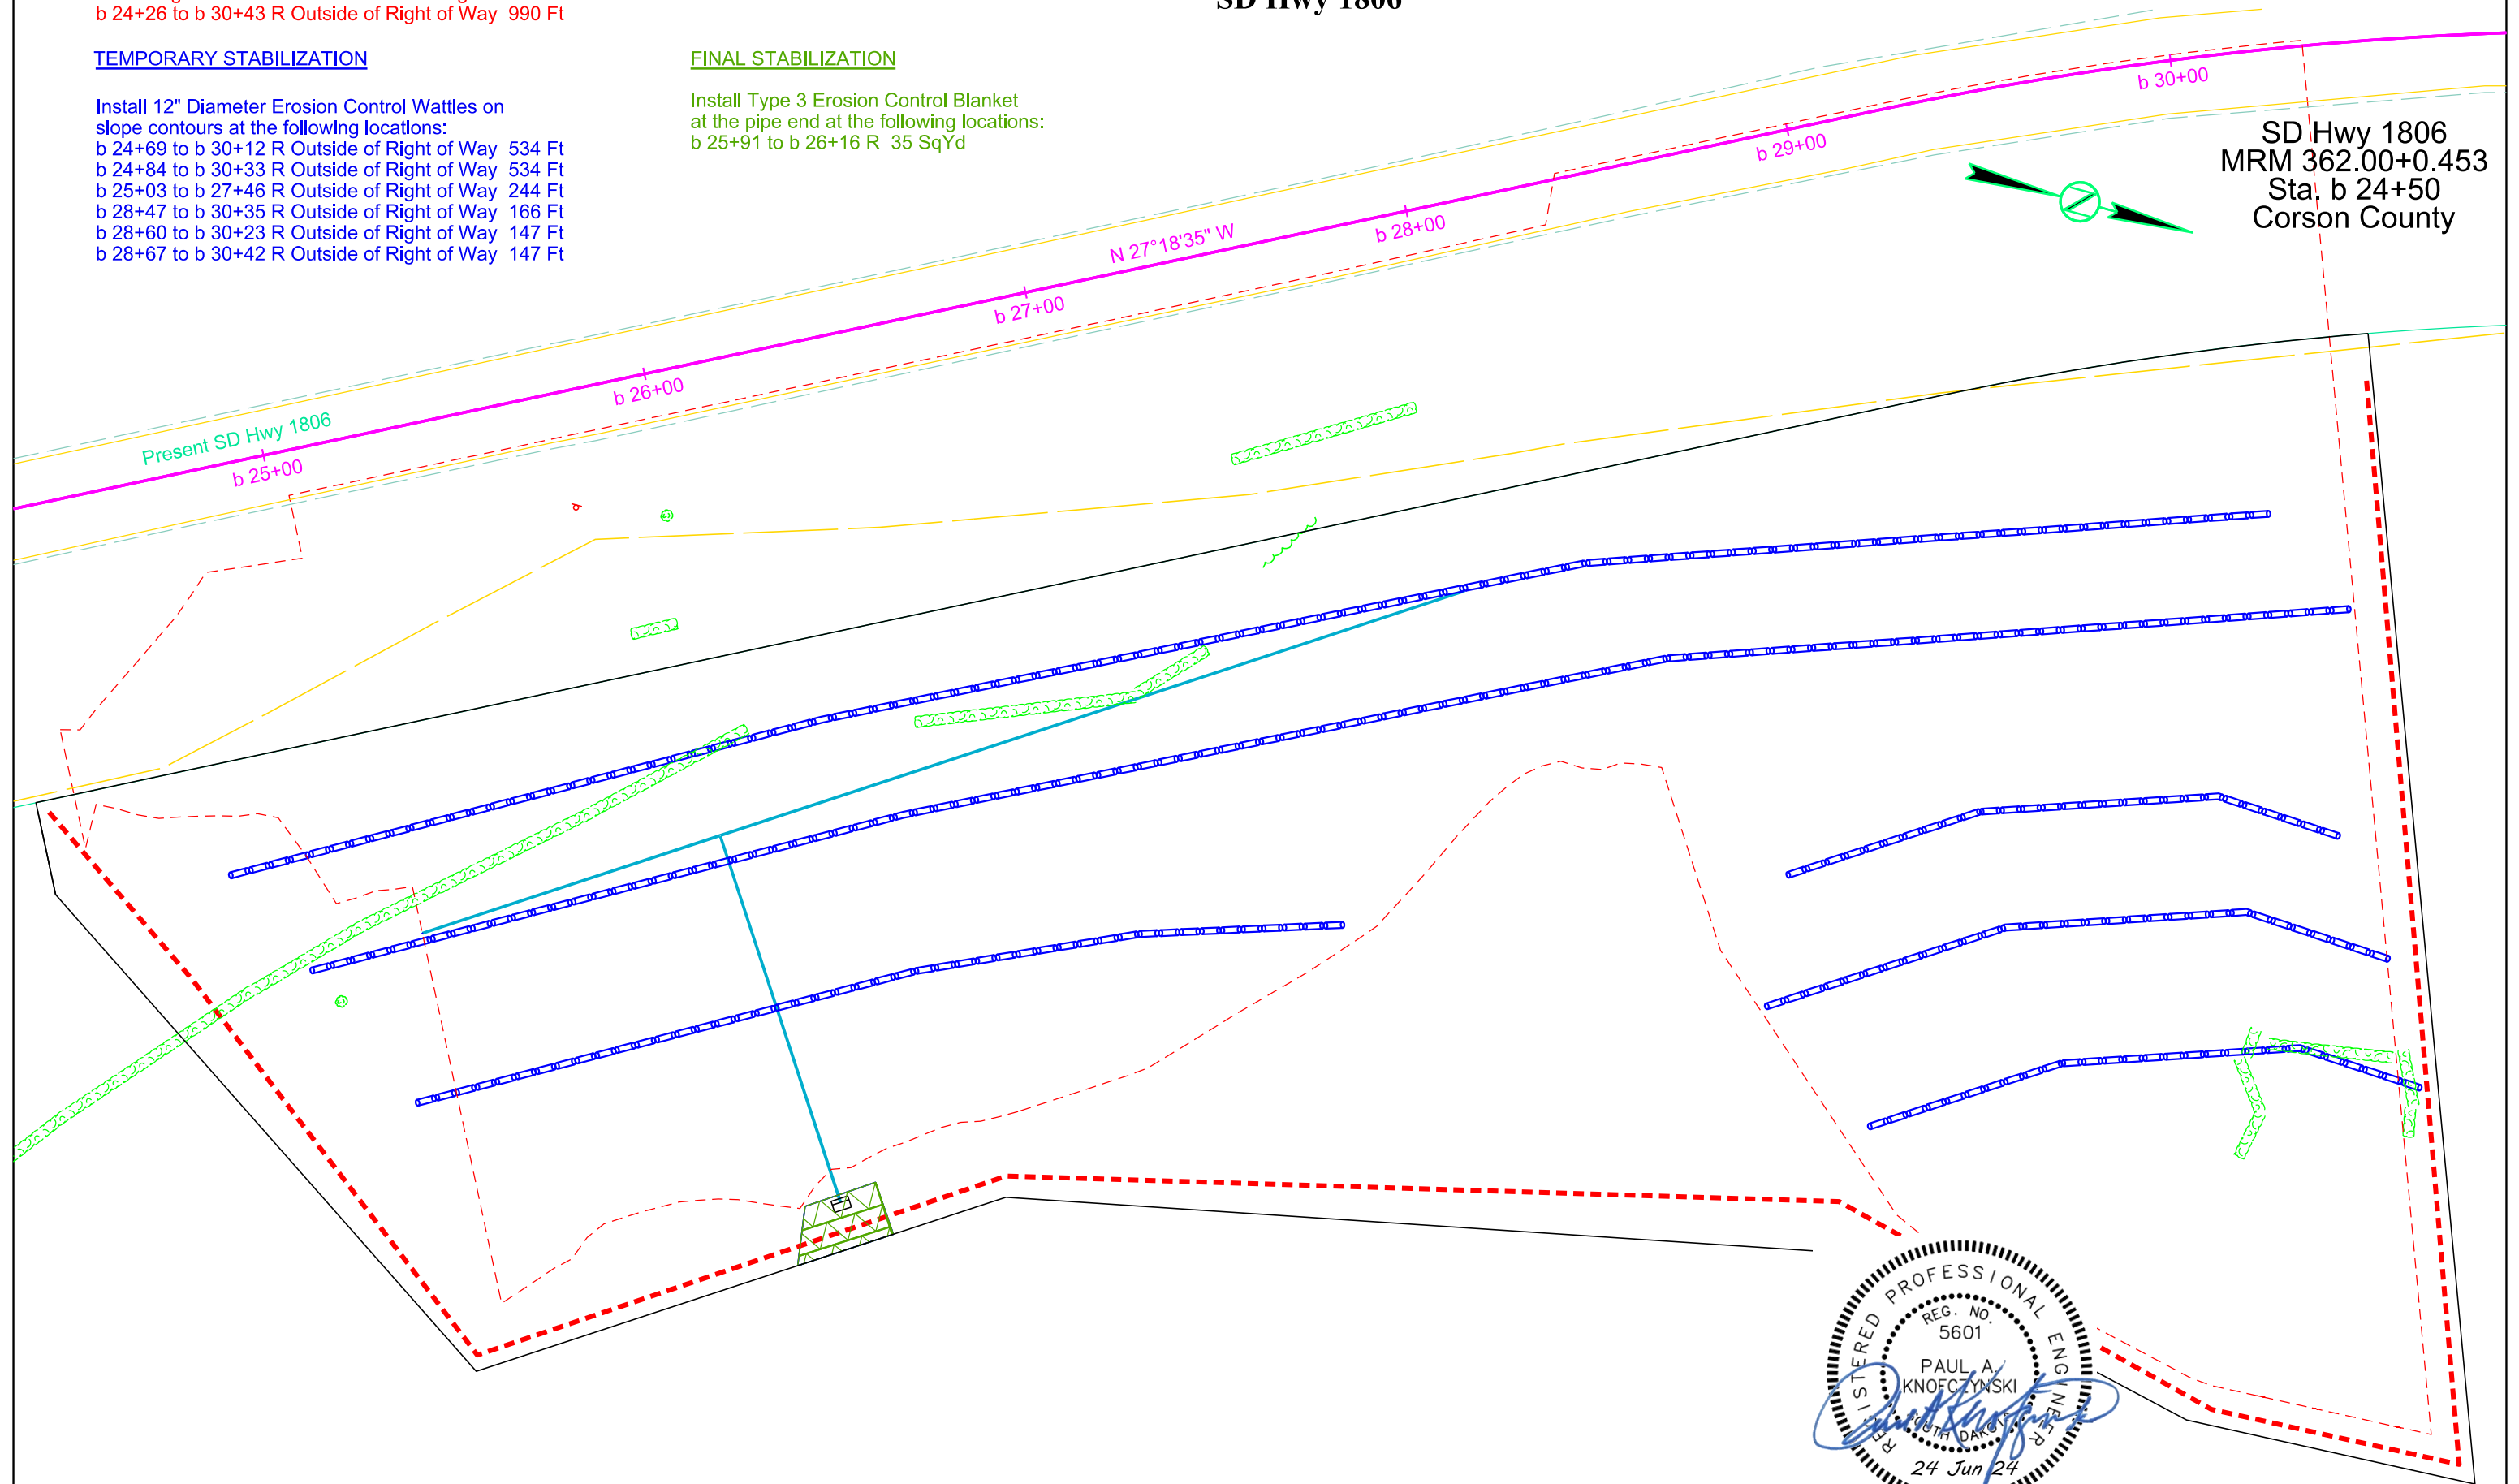 b 24+26 to b 30+43 R Outside of Right of Way 990 Ft
SD Hwy 1806
TEMPORARY STABILIZATION
Install 12" Diameter Erosion Control Wattles on
slope contours at the following locations:
b 24+69 to b 30+12 R Outside of Right of Way 534 Ft
b 24+84 to b 30+33 R Outside of Right of Way 534 Ft
b 25+03 to b 27+46 R Outside of Right of Way 244 Ft
b 28+47 to b 30+35 R Outside of Right of Way 166 Ft
b 28+60 to b 30+23 R Outside of Right of Way 147 Ft
b 28+67 to b 30+42 R Outside of Right of Way 147 Ft
FINAL STABILIZATION
Install Type 3 Erosion Control Blanket
at the pipe end at the following locations:
b 25+91 to b 26+16 R 35 SqYd
SD Hwy 1806
MRM 362.00+0.453
Sta. b 24+50
Corson County
b 30+00
b 29+00
b 28+00
N 27°18'35" W
b 27+00
b 26+00
Present SD Hwy 1806
b 25+00
REGISTERED PROFESSIONAL ENGINEER
REG. NO.
5601
PAUL A.
KNOFCZYNSKI
SOUTH DAKOTA
24 Jun 24